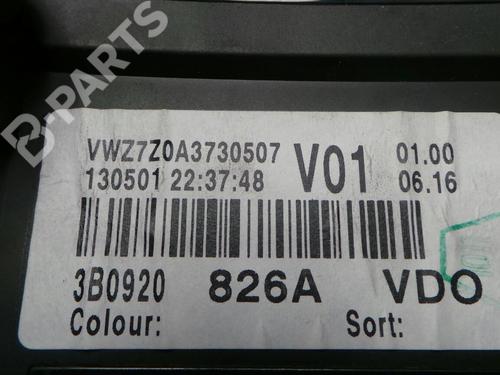 B-PARTS
VWZ7Z0A3730507 V01 01.00
130501 22:37:48 06.16
3B0920 826A VDO
Colour: Sort: